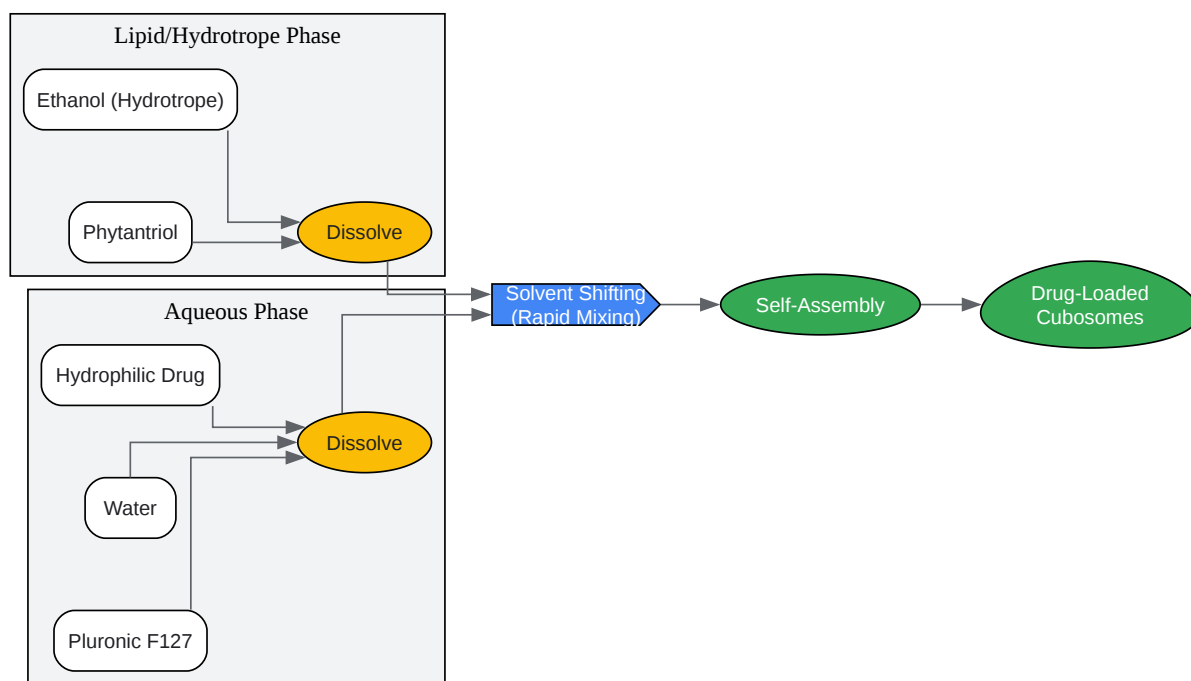 Lipid/Hydrotrope Phase
Ethanol (Hydrotrope)
Phytantriol
Dissolve
Aqueous Phase
Hydrophilic Drug
Water
Pluronic F127
Dissolve
Solvent Shifting
(Rapid Mixing)
Self-Assembly
Drug-Loaded
Cubosomes